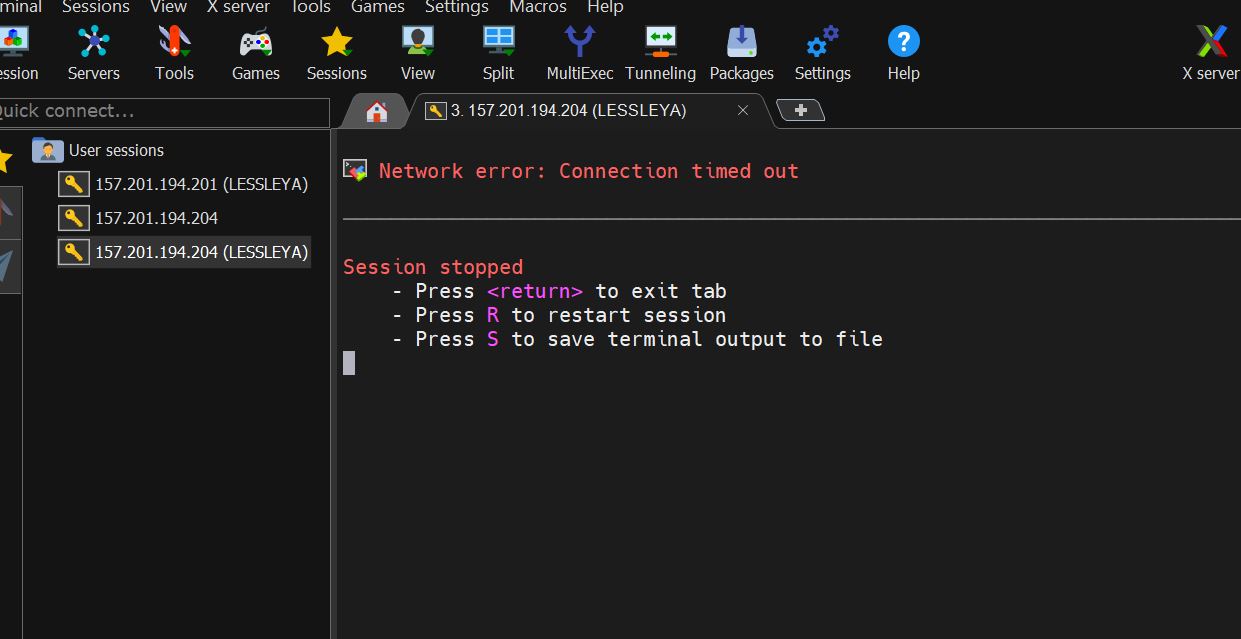 minal Sessions View X server Tools Games Settings Macros Help
ession Servers Tools Games Sessions View Split MultiExec Tunneling Packages Settings Help X server
Quick connect...
3. 157.201.194.204 (LESSLEYA)
User sessions
157.201.194.201 (LESSLEYA)
157.201.194.204
157.201.194.204 (LESSLEYA)
Network error: Connection timed out
Session stopped
- Press <return> to exit tab
- Press R to restart session
- Press S to save terminal output to file